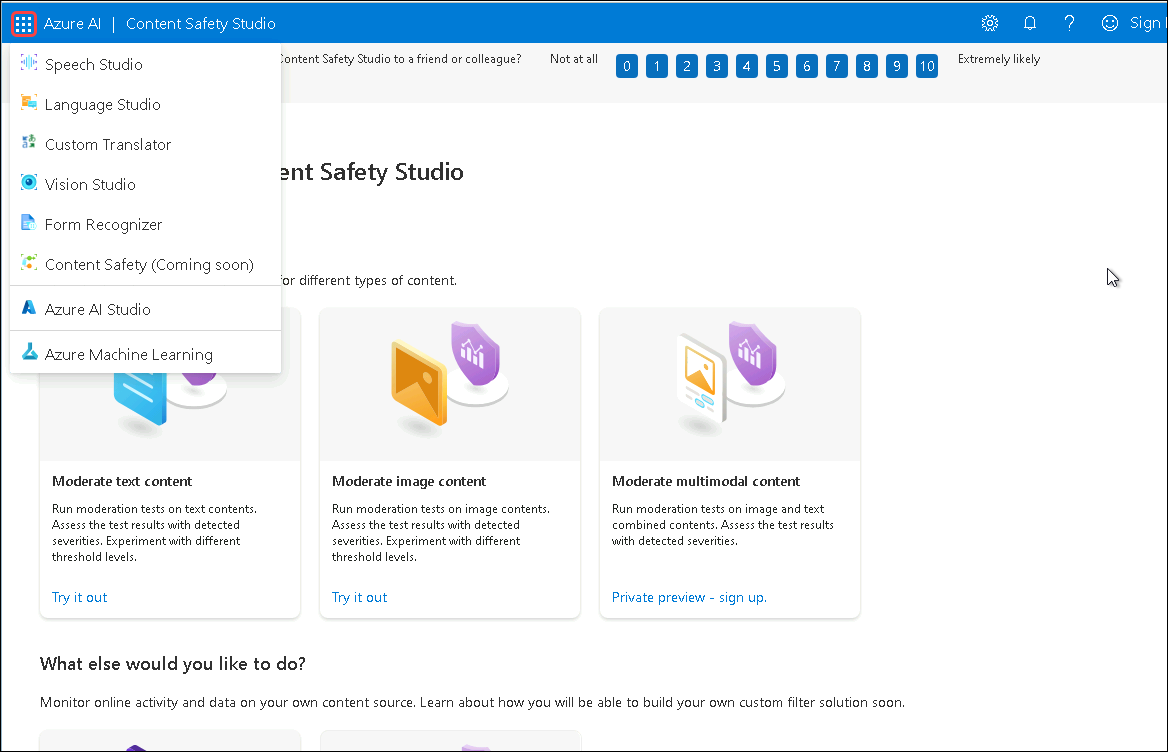 Azure AI | Content Safety Studio
Sign
Speech Studio
Language Studio
Custom Translator
Vision Studio
Form Recognizer
Content Safety (Coming soon)
Azure AI Studio
Azure Machine Learning
Content Safety Studio to a friend or colleague?
Not at all
0 1 2 3 4 5 6 7 8 9 10
Extremely likely
ent Safety Studio
for different types of content.
Moderate text content
Run moderation tests on text contents.
Assess the test results with detected
severities. Experiment with different
threshold levels.
Try it out
Moderate image content
Run moderation tests on image contents.
Assess the test results with detected
severities. Experiment with different
threshold levels.
Try it out
Moderate multimodal content
Run moderation tests on image and text
combined contents. Assess the test results
with detected severities.
Private preview - sign up.
What else would you like to do?
Monitor online activity and data on your own content source. Learn about how you will be able to build your own custom filter solution soon.